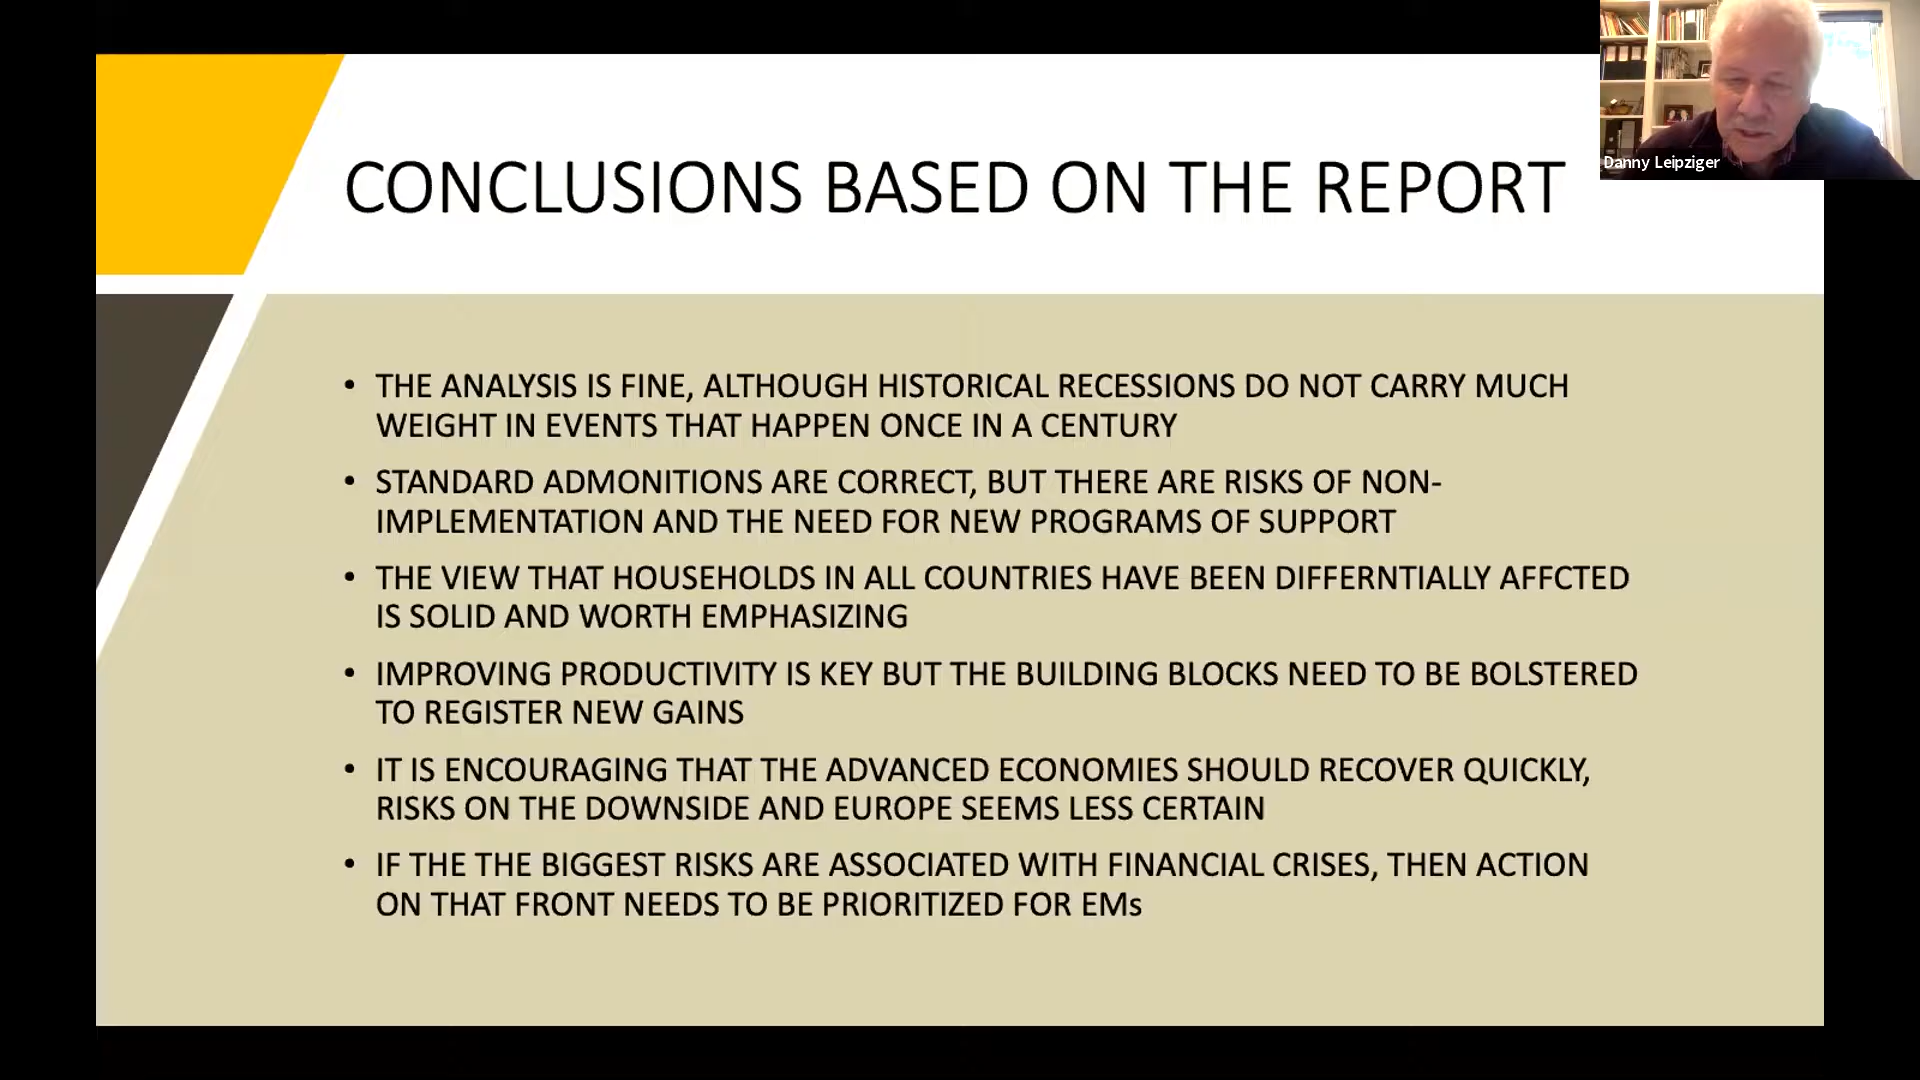 Danny Leipziger
CONCLUSIONS BASED ON THE REPORT
• THE ANALYSIS IS FINE, ALTHOUGH HISTORICAL RECESSIONS DO NOT CARRY MUCH
WEIGHT IN EVENTS THAT HAPPEN ONCE IN A CENTURY
• STANDARD ADMONITIONS ARE CORRECT, BUT THERE ARE RISKS OF NON-
IMPLEMENTATION AND THE NEED FOR NEW PROGRAMS OF SUPPORT
• THE VIEW THAT HOUSEHOLDS IN ALL COUNTRIES HAVE BEEN DIFFERNTIALLY AFFCTED
IS SOLID AND WORTH EMPHASIZING
• IMPROVING PRODUCTIVITY IS KEY BUT THE BUILDING BLOCKS NEED TO BE BOLSTERED
TO REGISTER NEW GAINS
• IT IS ENCOURAGING THAT THE ADVANCED ECONOMIES SHOULD RECOVER QUICKLY,
RISKS ON THE DOWNSIDE AND EUROPE SEEMS LESS CERTAIN
• IF THE THE BIGGEST RISKS ARE ASSOCIATED WITH FINANCIAL CRISES, THEN ACTION
ON THAT FRONT NEEDS TO BE PRIORITIZED FOR EMs